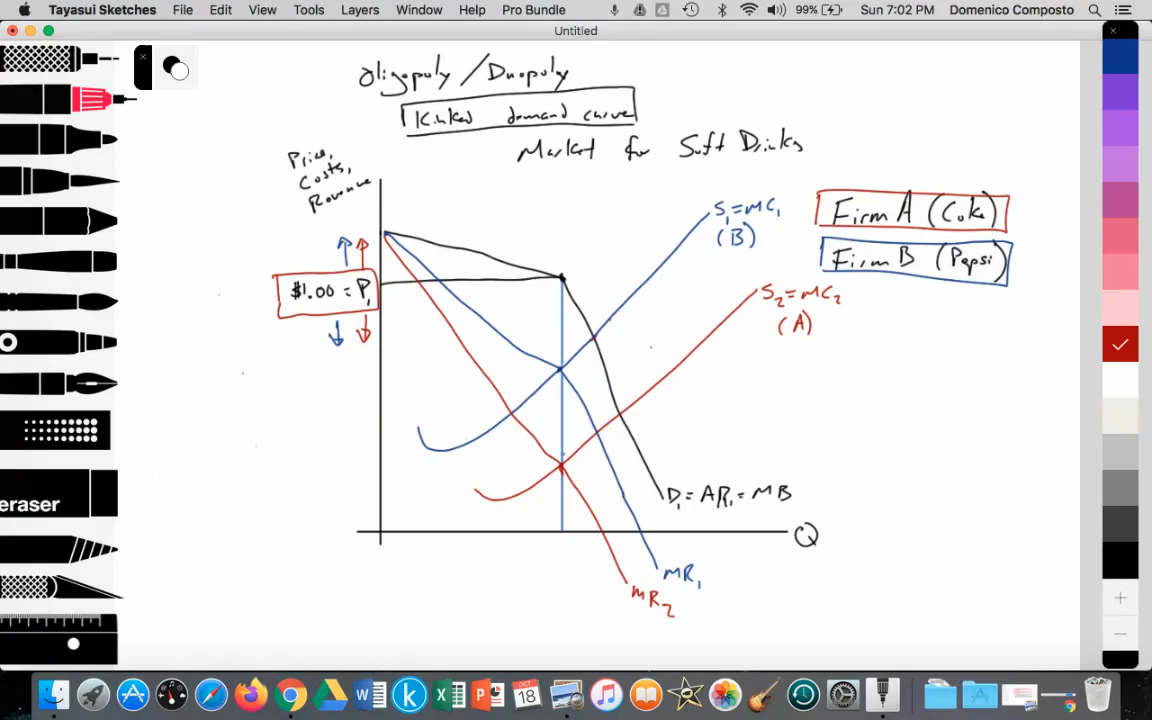 Tayasui Sketches File Edit View Tools Layers Window Help Pro Bundle 99% Sun 7:02 PM Domenico Composto
Untitled
Oligopoly / Duopoly
Kinked demand curve
Market for Soft Drinks
Price,
Costs,
Revenue
S₁ = MC₁
(B)
Firm A (Coke)
Firm B (Pepsi)
$1.00 = P₁
S₂ = MC₂
(A)
D₁ = AR₁ = MB
Q
MR₁
MR₂
eraser
OCT
18